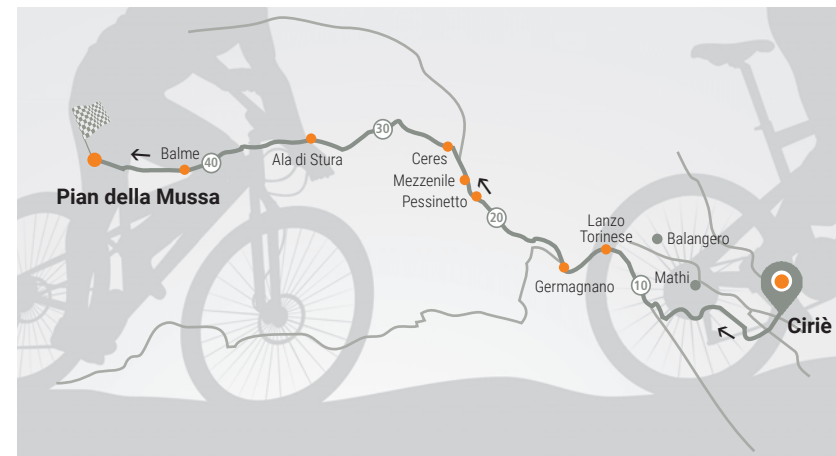 30
Balme
40
Ala di Stura
Ceres
Mezzenile
Pessinetto
Pian della Mussa
20
Lanzo
Torinese
Balangero
Germagnano
10
Mathi
Ciriè